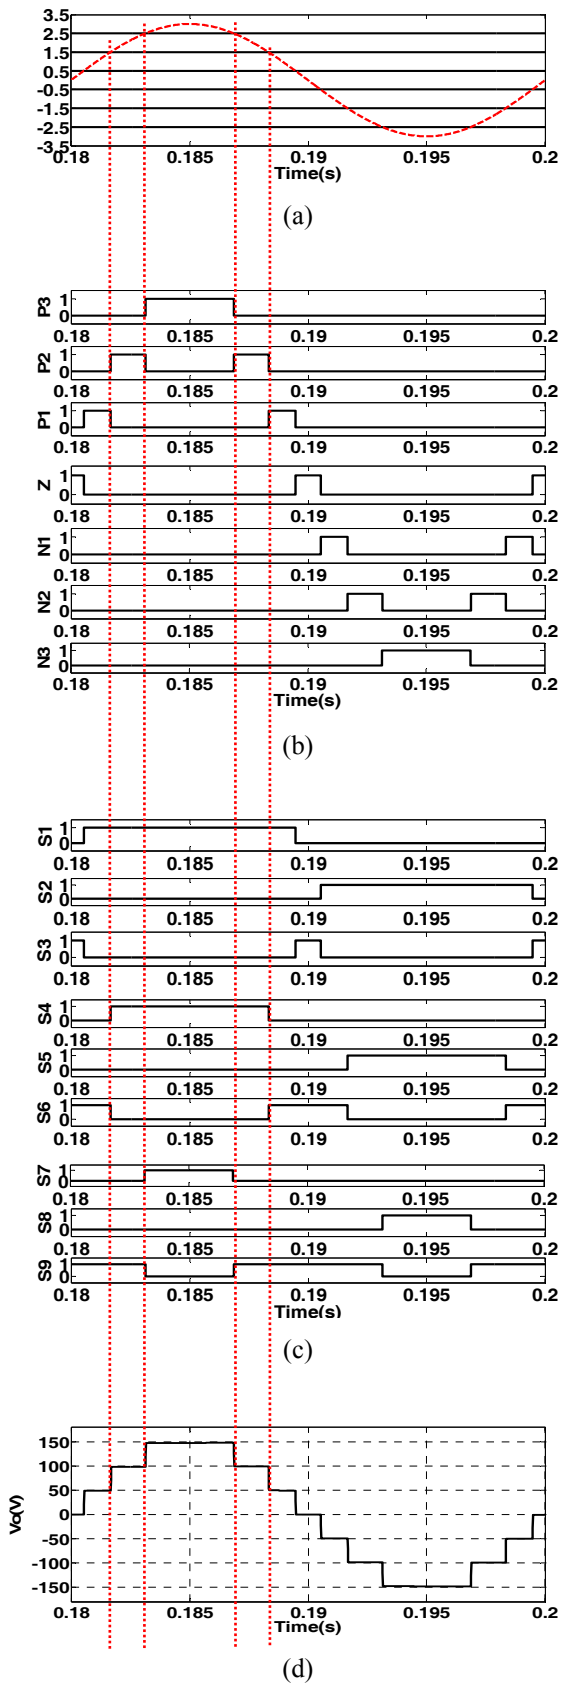 3.5
2.5
1.5
0.5
-0.5
-1.5
-2.5
-3.5
0.18 0.185 0.19 0.195 0.2
Time(s)
(a)
P3 1 0
0.18 0.185 0.19 0.195 0.2
P2 1 0
0.18 0.185 0.19 0.195 0.2
P1 1 0
0.18 0.185 0.19 0.195 0.2
Z 1 0
0.18 0.185 0.19 0.195 0.2
N1 1 0
0.18 0.185 0.19 0.195 0.2
N2 1 0
0.18 0.185 0.19 0.195 0.2
N3 1 0
0.18 0.185 0.19 0.195 0.2
Time(s)
(b)
S1 1 0
0.18 0.185 0.19 0.195 0.2
S2 1 0
0.18 0.185 0.19 0.195 0.2
S3 1 0
0.18 0.185 0.19 0.195 0.2
S4 1 0
0.18 0.185 0.19 0.195 0.2
S5 1 0
0.18 0.185 0.19 0.195 0.2
S6 1 0
0.18 0.185 0.19 0.195 0.2
S7 1 0
0.18 0.185 0.19 0.195 0.2
S8 1 0
0.18 0.185 0.19 0.195 0.2
S9 1 0
0.18 0.185 0.19 0.195 0.2
Time(s)
(c)
Vo(V)
150
100
50
0
-50
-100
-150
0.18 0.185 0.19 0.195 0.2
Time(s)
(d)